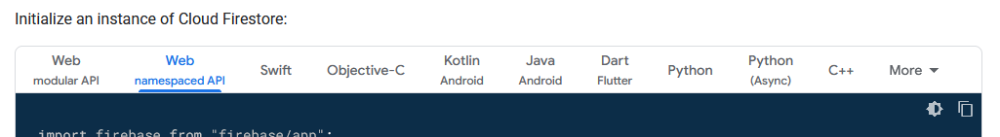 Initialize an instance of Cloud Firestore:
Web
modular API
Web
namespaced API
Swift
Objective-C
Kotlin
Android
Java
Android
Dart
Flutter
Python
Python
(Async)
C++
More
import firebase from "firebase/app";